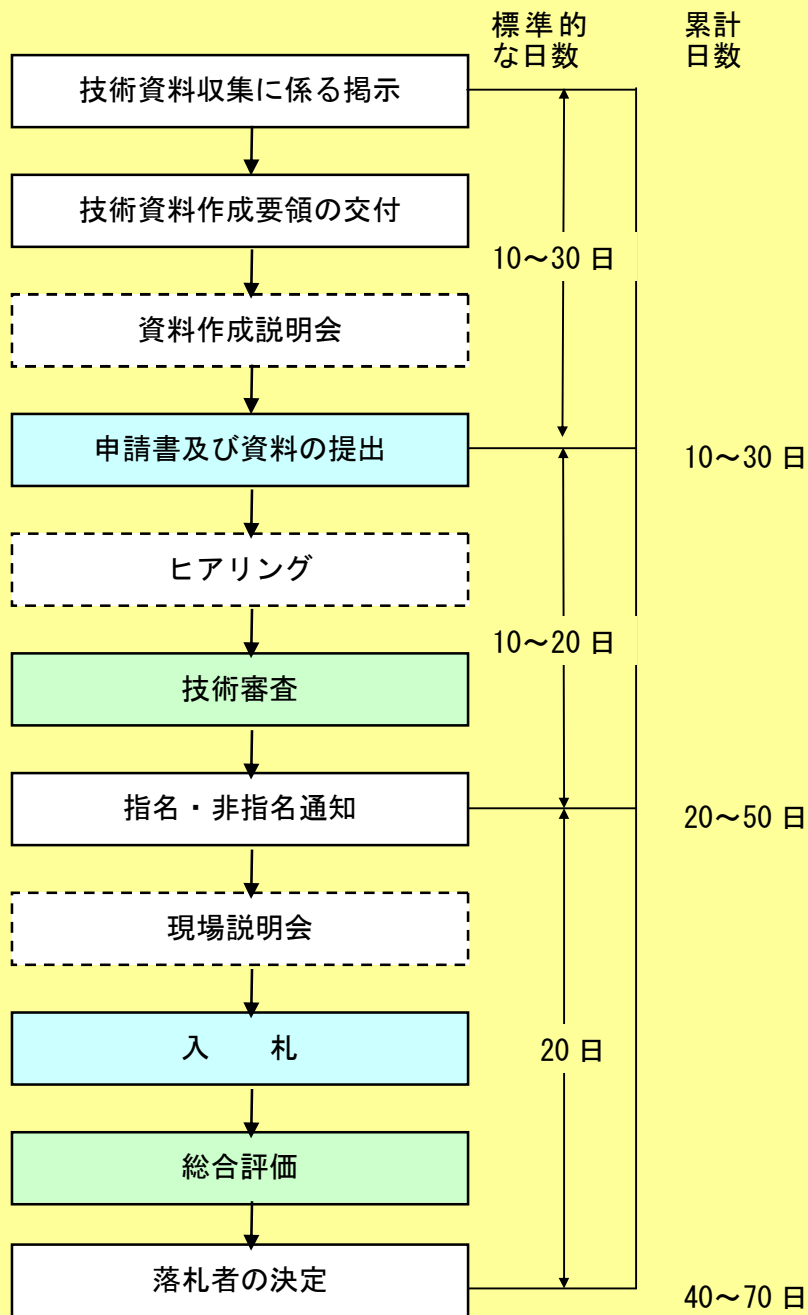 標準的
な日数
累計
日数
技術資料収集に係る掲示
技術資料作成要領の交付
10～30 日
資料作成説明会
申請書及び資料の提出
10～30 日
ヒアリング
10～20 日
技術審査
指名・非指名通知
20～50 日
現場説明会
入　　札
20 日
総合評価
落札者の決定
40～70 日